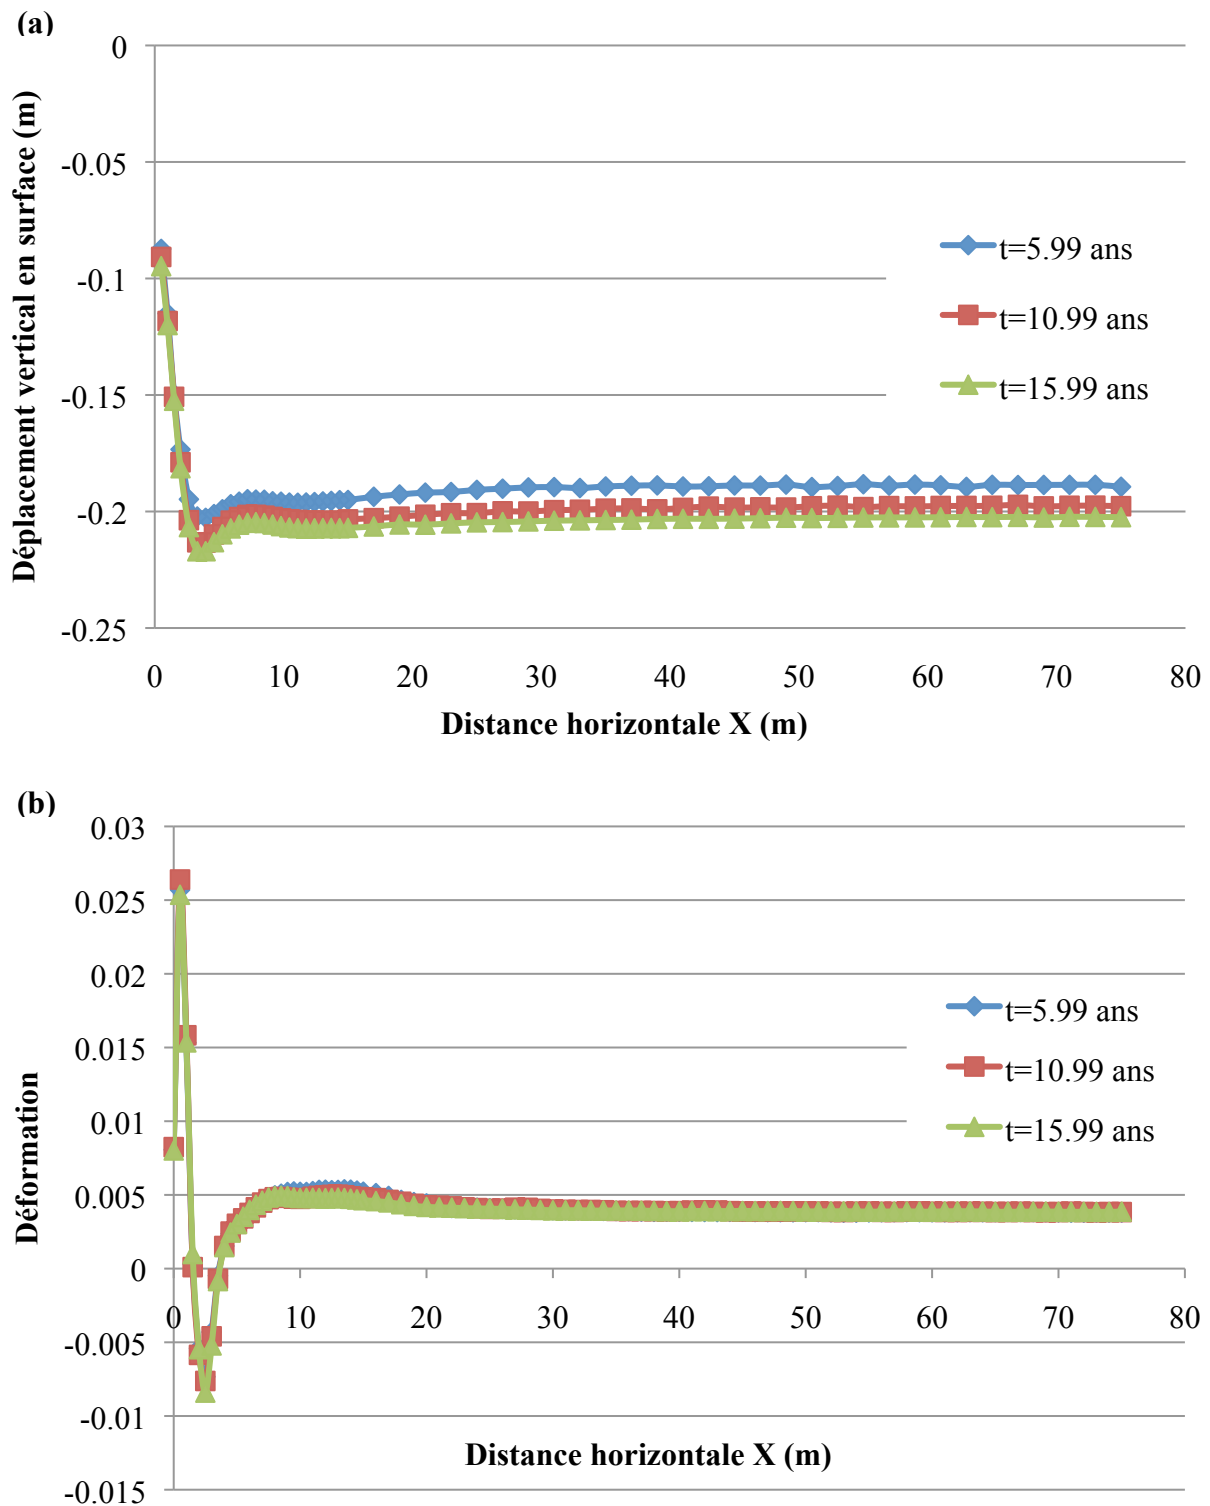 (a)
0
-0.05
-0.1
-0.15
-0.2
-0.25
Déplacement vertical en surface (m)
t=5.99 ans
t=10.99 ans
t=15.99 ans
0 10 20 30 40 50 60 70 80
Distance horizontale X (m)
(b)
0.03
0.025
0.02
0.015
0.01
0.005
0
-0.005
-0.01
-0.015
Déformation
t=5.99 ans
t=10.99 ans
t=15.99 ans
0 10 20 30 40 50 60 70 80
Distance horizontale X (m)